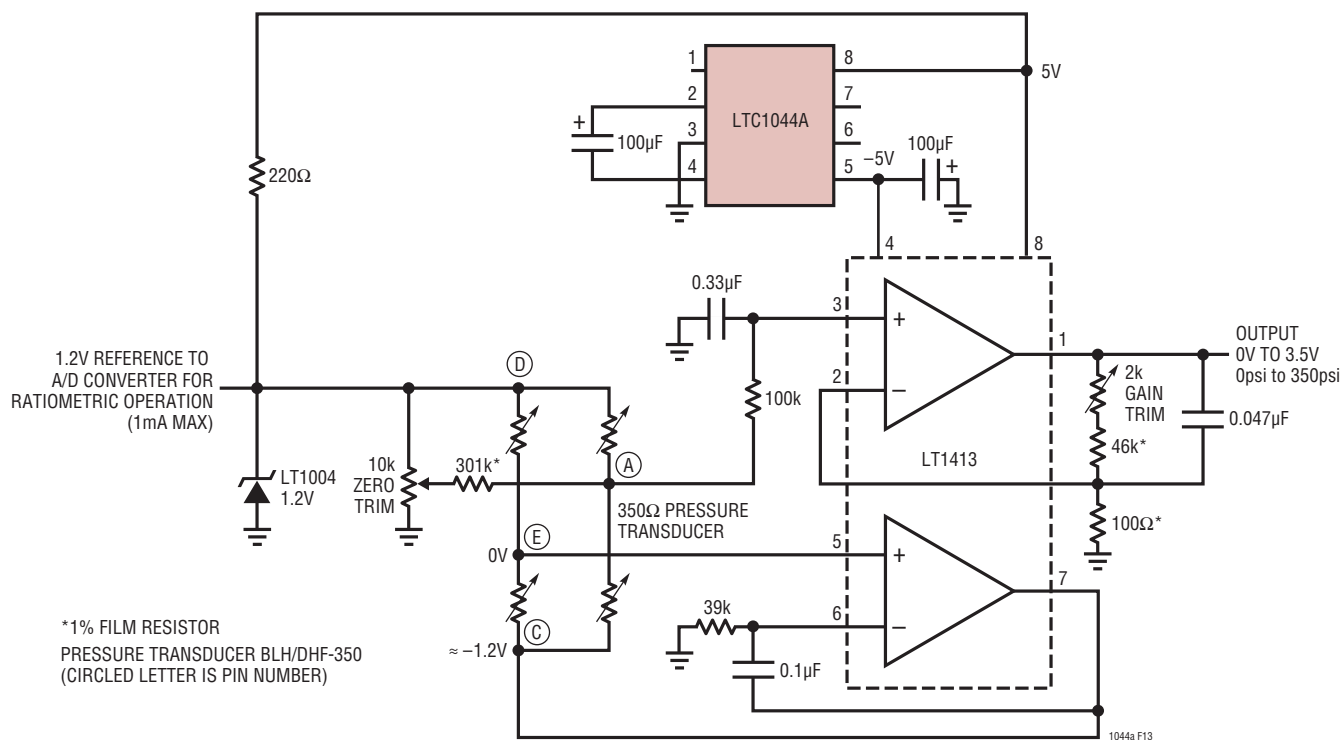 1
2
3
4
8
7
6
5
LTC1044A
5V
+
100µF
−5V
100µF
+
220Ω
4
8
0.33µF
3
+
2
−
1
100k
LT1413
OUTPUT
0V TO 3.5V
0psi to 350psi
2k
GAIN
TRIM
46k*
0.047µF
100Ω*
1.2V REFERENCE TO
A/D CONVERTER FOR
RATIOMETRIC OPERATION
(1mA MAX)
D
LT1004
1.2V
10k
ZERO
TRIM
301k*
A
350Ω PRESSURE
TRANSDUCER
E
0V
5
+
6
−
7
39k
0.1µF
C
≈ −1.2V
*1% FILM RESISTOR
PRESSURE TRANSDUCER BLH/DHF-350
(CIRCLED LETTER IS PIN NUMBER)
1044a F13